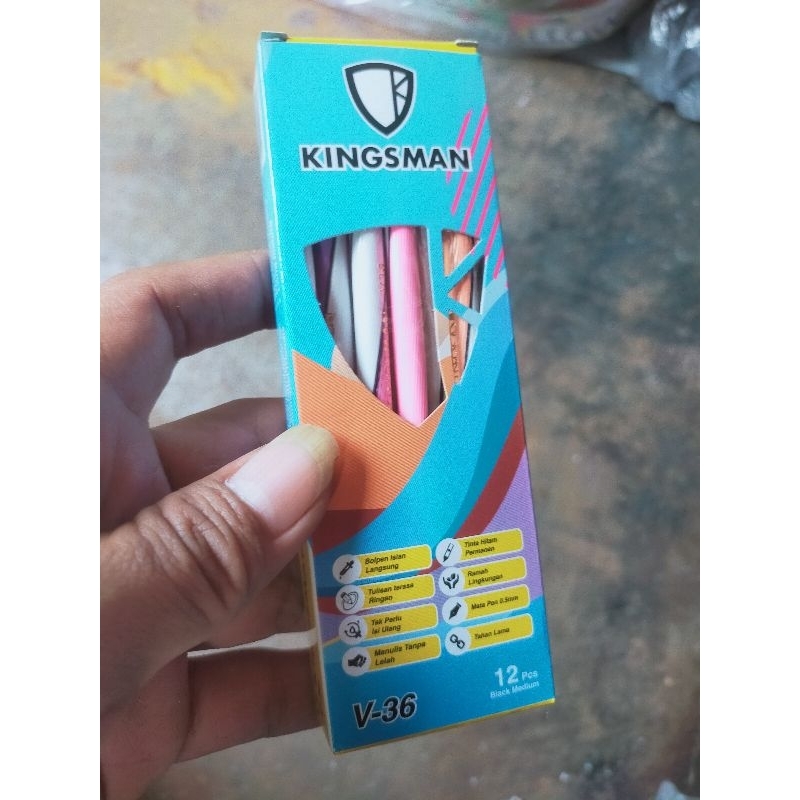 KINGSMAN
Bolpen Isian
Langsung
Tulisan terasa
Ringan
Tak Perlu
Isi Ulang
Menulis Tanpa
Lelah
Tinta Hitam
Permanen
Ramah
Lingkungan
Mata Pen 0.5mm
Tahan Lama
12 Pcs
Black Medium
V-36